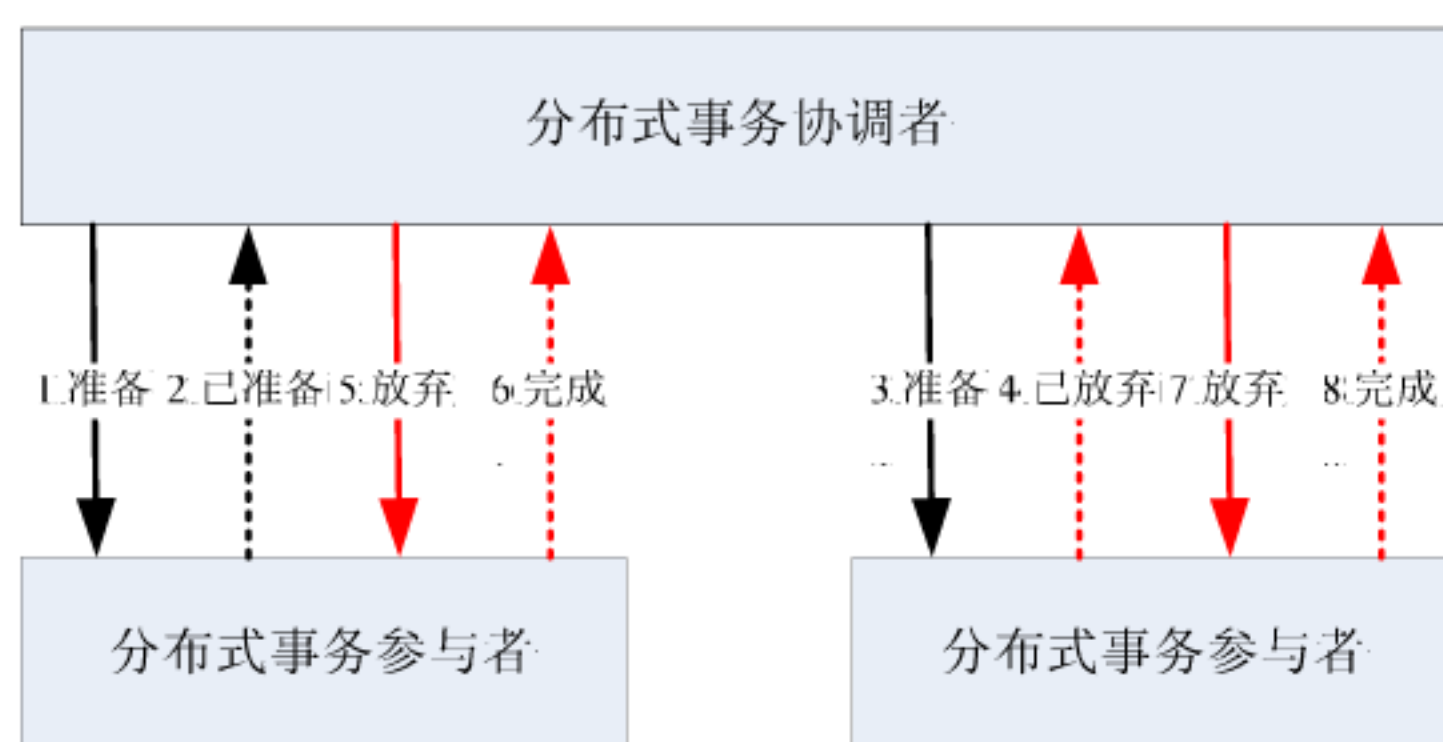 分布式事务协调者
1.准备 2.已准备 5.放弃 6.完成 3.准备 4.已放弃 7.放弃 8.完成
分布式事务参与者 分布式事务参与者